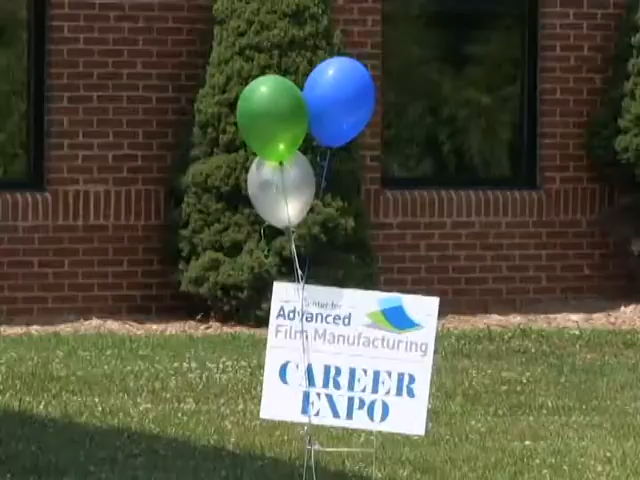 Center for
Advanced
Film Manufacturing
CAREER
EXPO